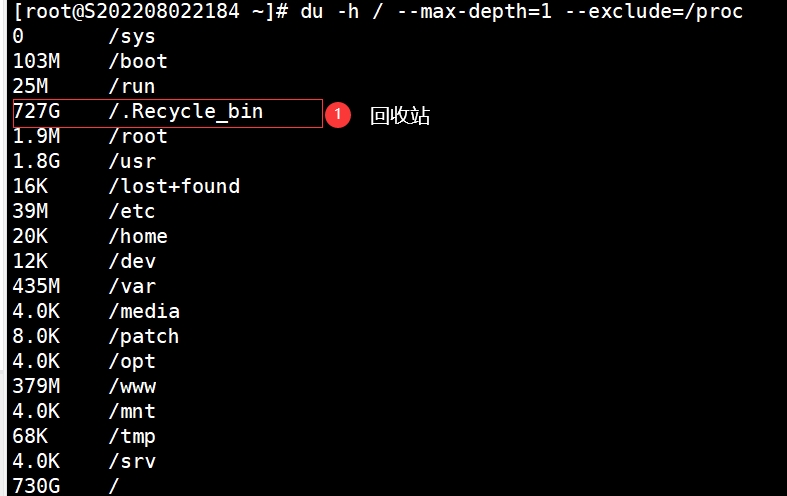 [root@S202208022184 ~]# du -h / --max-depth=1 --exclude=/proc
0 /sys
103M /boot
25M /run
727G /.Recycle_bin 1 回收站
1.9M /root
1.8G /usr
16K /lost+found
39M /etc
20K /home
12K /dev
435M /var
4.0K /media
8.0K /patch
4.0K /opt
379M /www
4.0K /mnt
68K /tmp
4.0K /srv
730G /